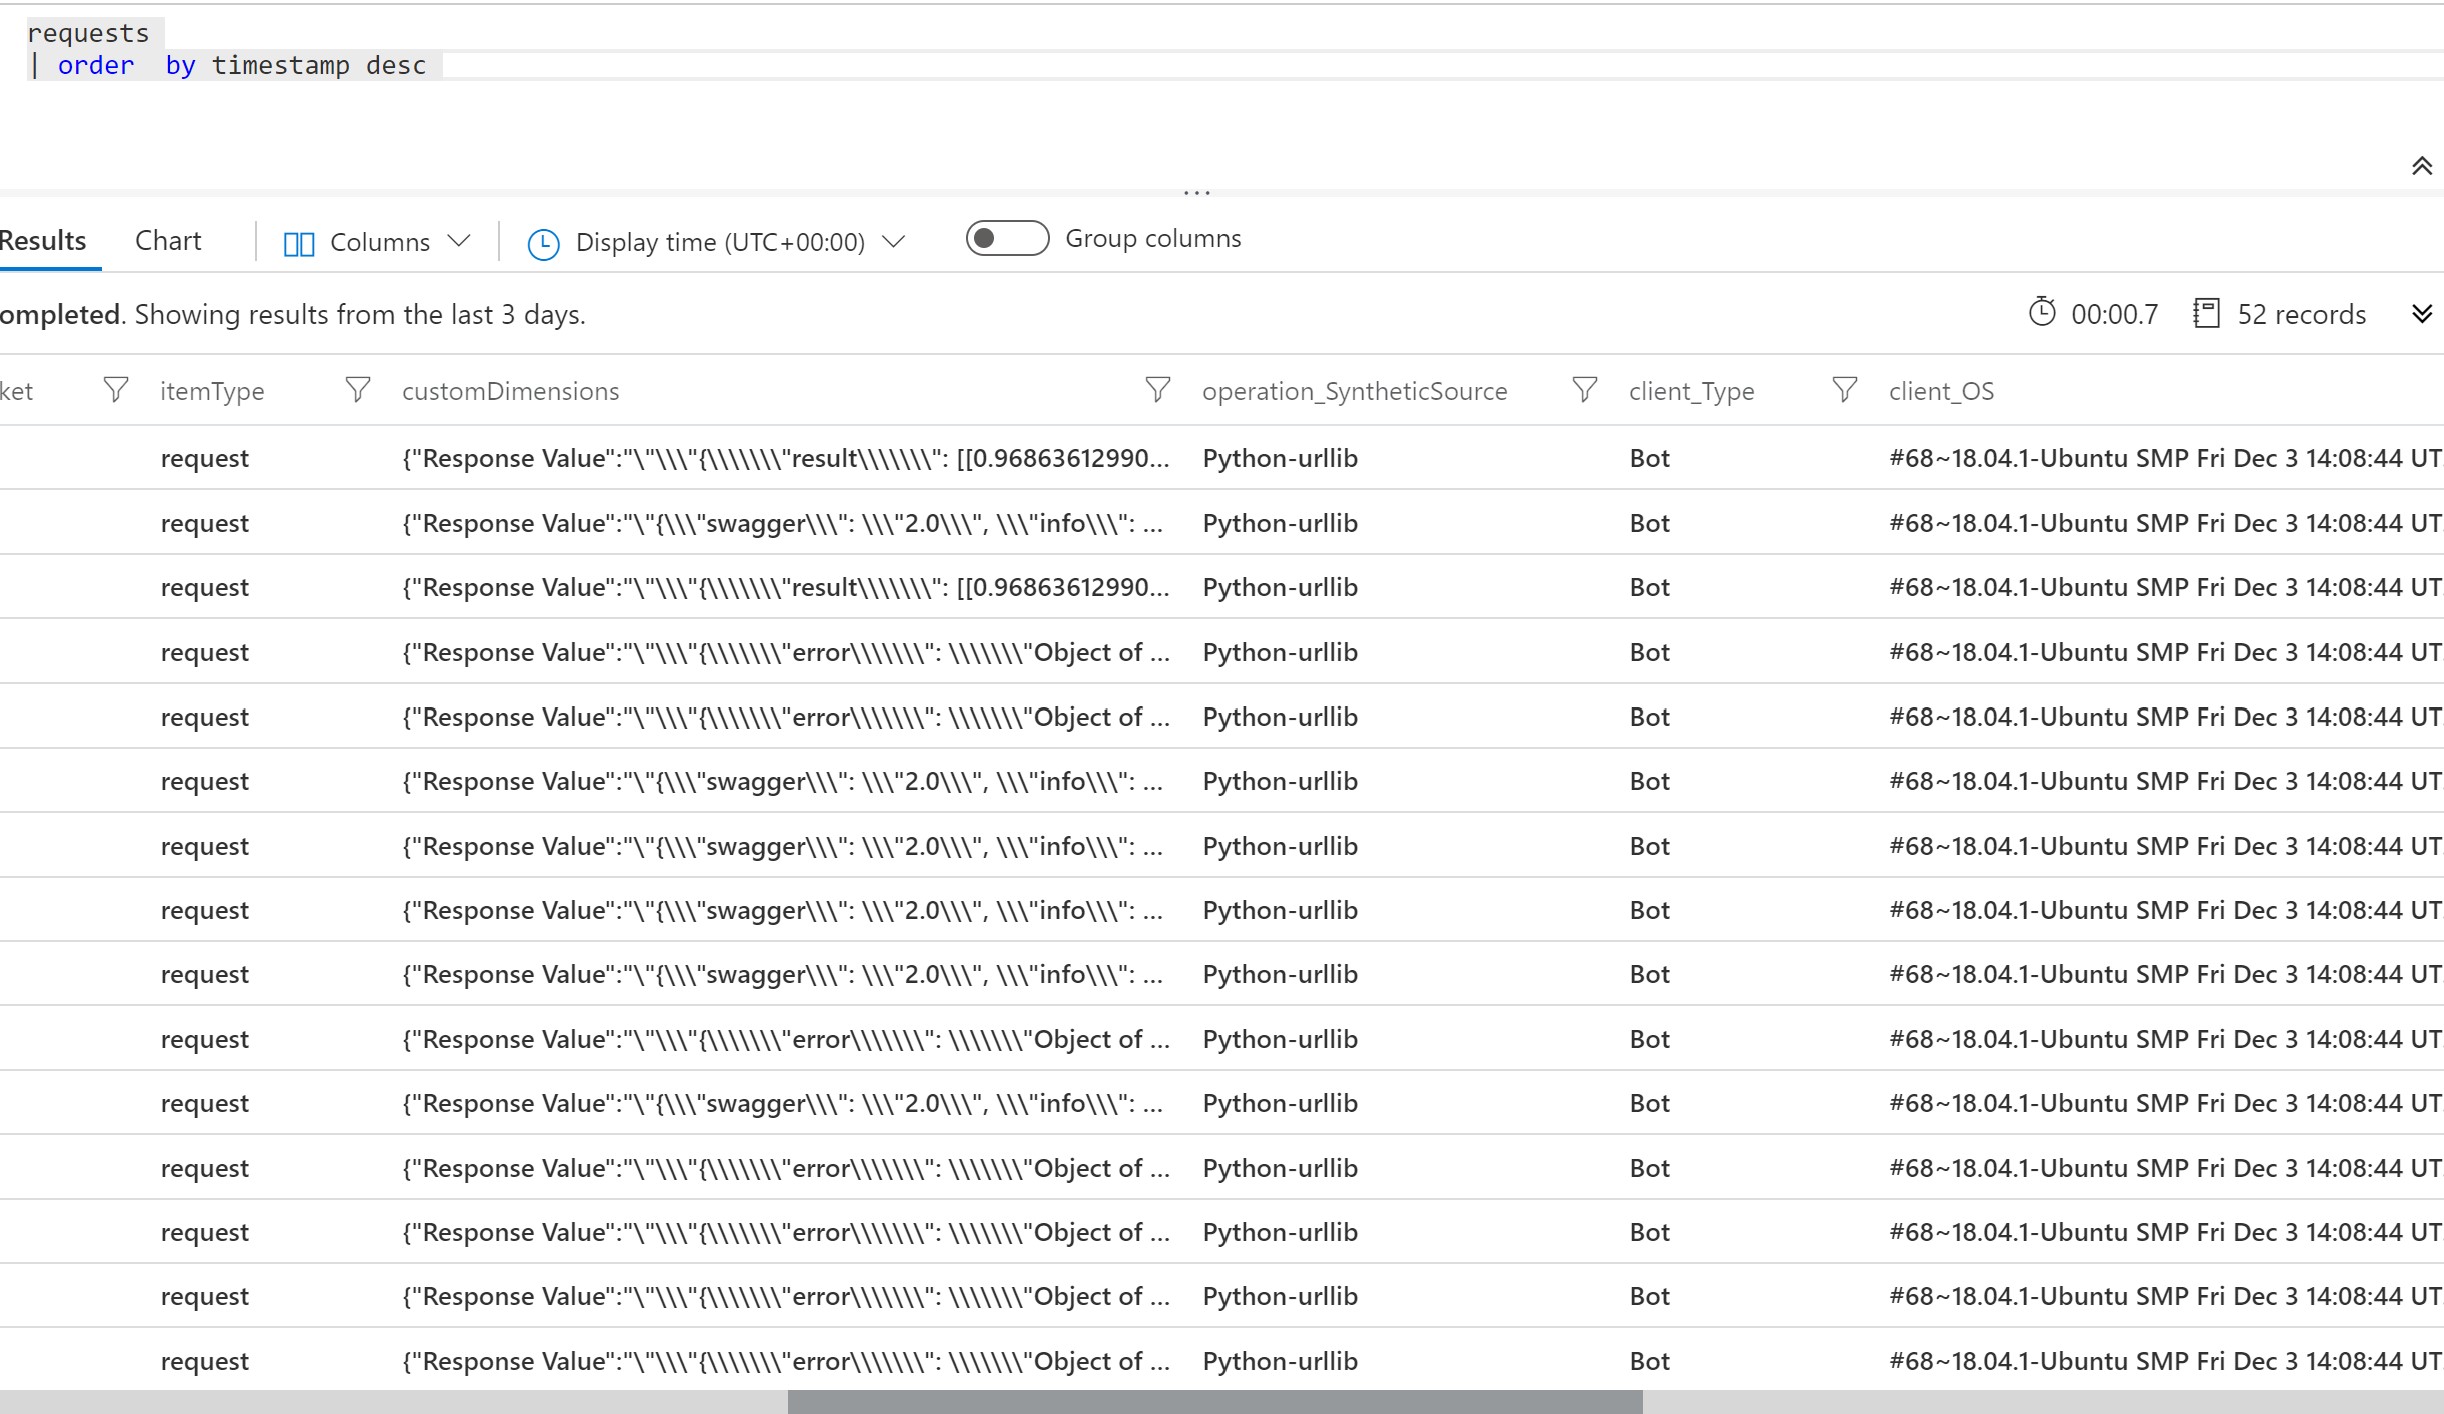 requests
| order  by timestamp desc
...
Results Chart Columns Display time (UTC+00:00) Group columns
ompleted. Showing results from the last 3 days. 00:00.7 52 records
ket itemType customDimensions operation_SyntheticSource client_Type client_OS
request {"Response Value":"\"\\\"{\\\\\\\"result\\\\\\\": [[0.96863612990... Python-urllib Bot #68~18.04.1-Ubuntu SMP Fri Dec 3 14:08:44 UT
request {"Response Value":"\"{\\\"swagger\\\": \\\"2.0\\\", \\\"info\\\": ... Python-urllib Bot #68~18.04.1-Ubuntu SMP Fri Dec 3 14:08:44 UT
request {"Response Value":"\"\\\"{\\\\\\\"result\\\\\\\": [[0.96863612990... Python-urllib Bot #68~18.04.1-Ubuntu SMP Fri Dec 3 14:08:44 UT
request {"Response Value":"\"\\\"{\\\\\\\"error\\\\\\\": \\\\\\\"Object of ... Python-urllib Bot #68~18.04.1-Ubuntu SMP Fri Dec 3 14:08:44 UT
request {"Response Value":"\"\\\"{\\\\\\\"error\\\\\\\": \\\\\\\"Object of ... Python-urllib Bot #68~18.04.1-Ubuntu SMP Fri Dec 3 14:08:44 UT
request {"Response Value":"\"{\\\"swagger\\\": \\\"2.0\\\", \\\"info\\\": ... Python-urllib Bot #68~18.04.1-Ubuntu SMP Fri Dec 3 14:08:44 UT
request {"Response Value":"\"{\\\"swagger\\\": \\\"2.0\\\", \\\"info\\\": ... Python-urllib Bot #68~18.04.1-Ubuntu SMP Fri Dec 3 14:08:44 UT
request {"Response Value":"\"{\\\"swagger\\\": \\\"2.0\\\", \\\"info\\\": ... Python-urllib Bot #68~18.04.1-Ubuntu SMP Fri Dec 3 14:08:44 UT
request {"Response Value":"\"{\\\"swagger\\\": \\\"2.0\\\", \\\"info\\\": ... Python-urllib Bot #68~18.04.1-Ubuntu SMP Fri Dec 3 14:08:44 UT
request {"Response Value":"\"\\\"{\\\\\\\"error\\\\\\\": \\\\\\\"Object of ... Python-urllib Bot #68~18.04.1-Ubuntu SMP Fri Dec 3 14:08:44 UT
request {"Response Value":"\"{\\\"swagger\\\": \\\"2.0\\\", \\\"info\\\": ... Python-urllib Bot #68~18.04.1-Ubuntu SMP Fri Dec 3 14:08:44 UT
request {"Response Value":"\"\\\"{\\\\\\\"error\\\\\\\": \\\\\\\"Object of ... Python-urllib Bot #68~18.04.1-Ubuntu SMP Fri Dec 3 14:08:44 UT
request {"Response Value":"\"\\\"{\\\\\\\"error\\\\\\\": \\\\\\\"Object of ... Python-urllib Bot #68~18.04.1-Ubuntu SMP Fri Dec 3 14:08:44 UT
request {"Response Value":"\"\\\"{\\\\\\\"error\\\\\\\": \\\\\\\"Object of ... Python-urllib Bot #68~18.04.1-Ubuntu SMP Fri Dec 3 14:08:44 UT
request {"Response Value":"\"\\\"{\\\\\\\"error\\\\\\\": \\\\\\\"Object of ... Python-urllib Bot #68~18.04.1-Ubuntu SMP Fri Dec 3 14:08:44 UT